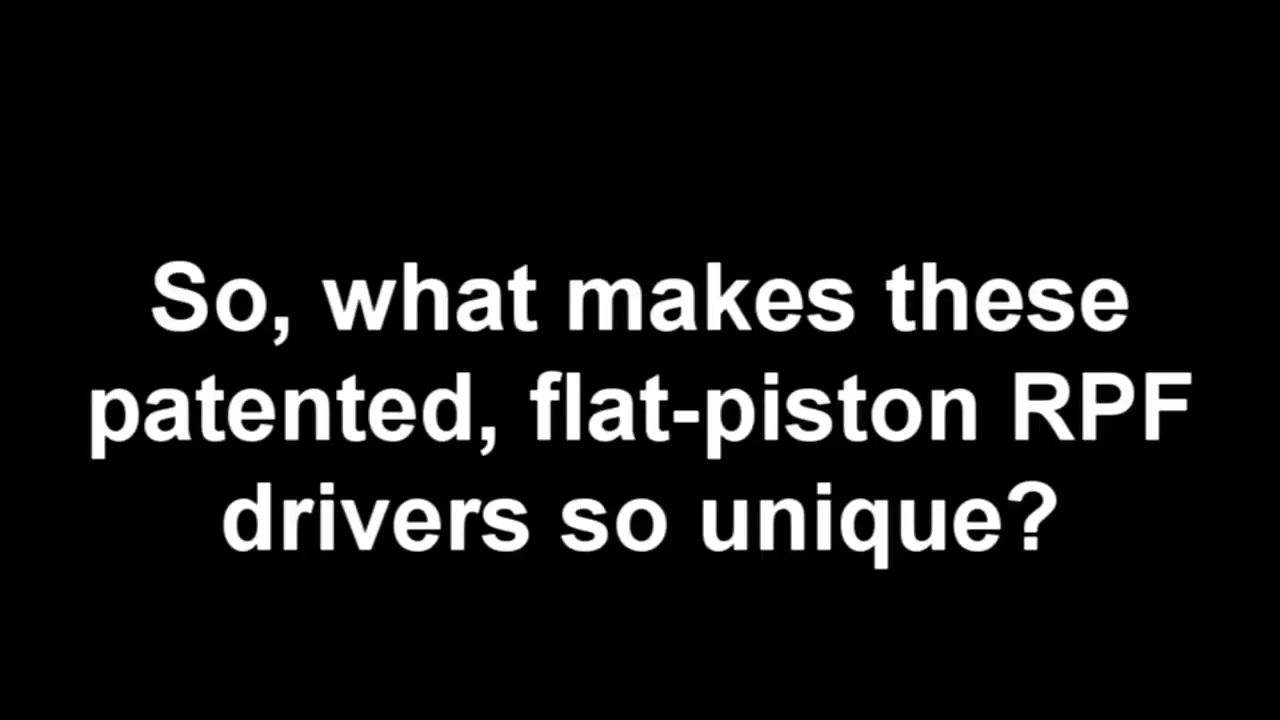 So, what makes these
patented, flat-piston RPF
drivers so unique?